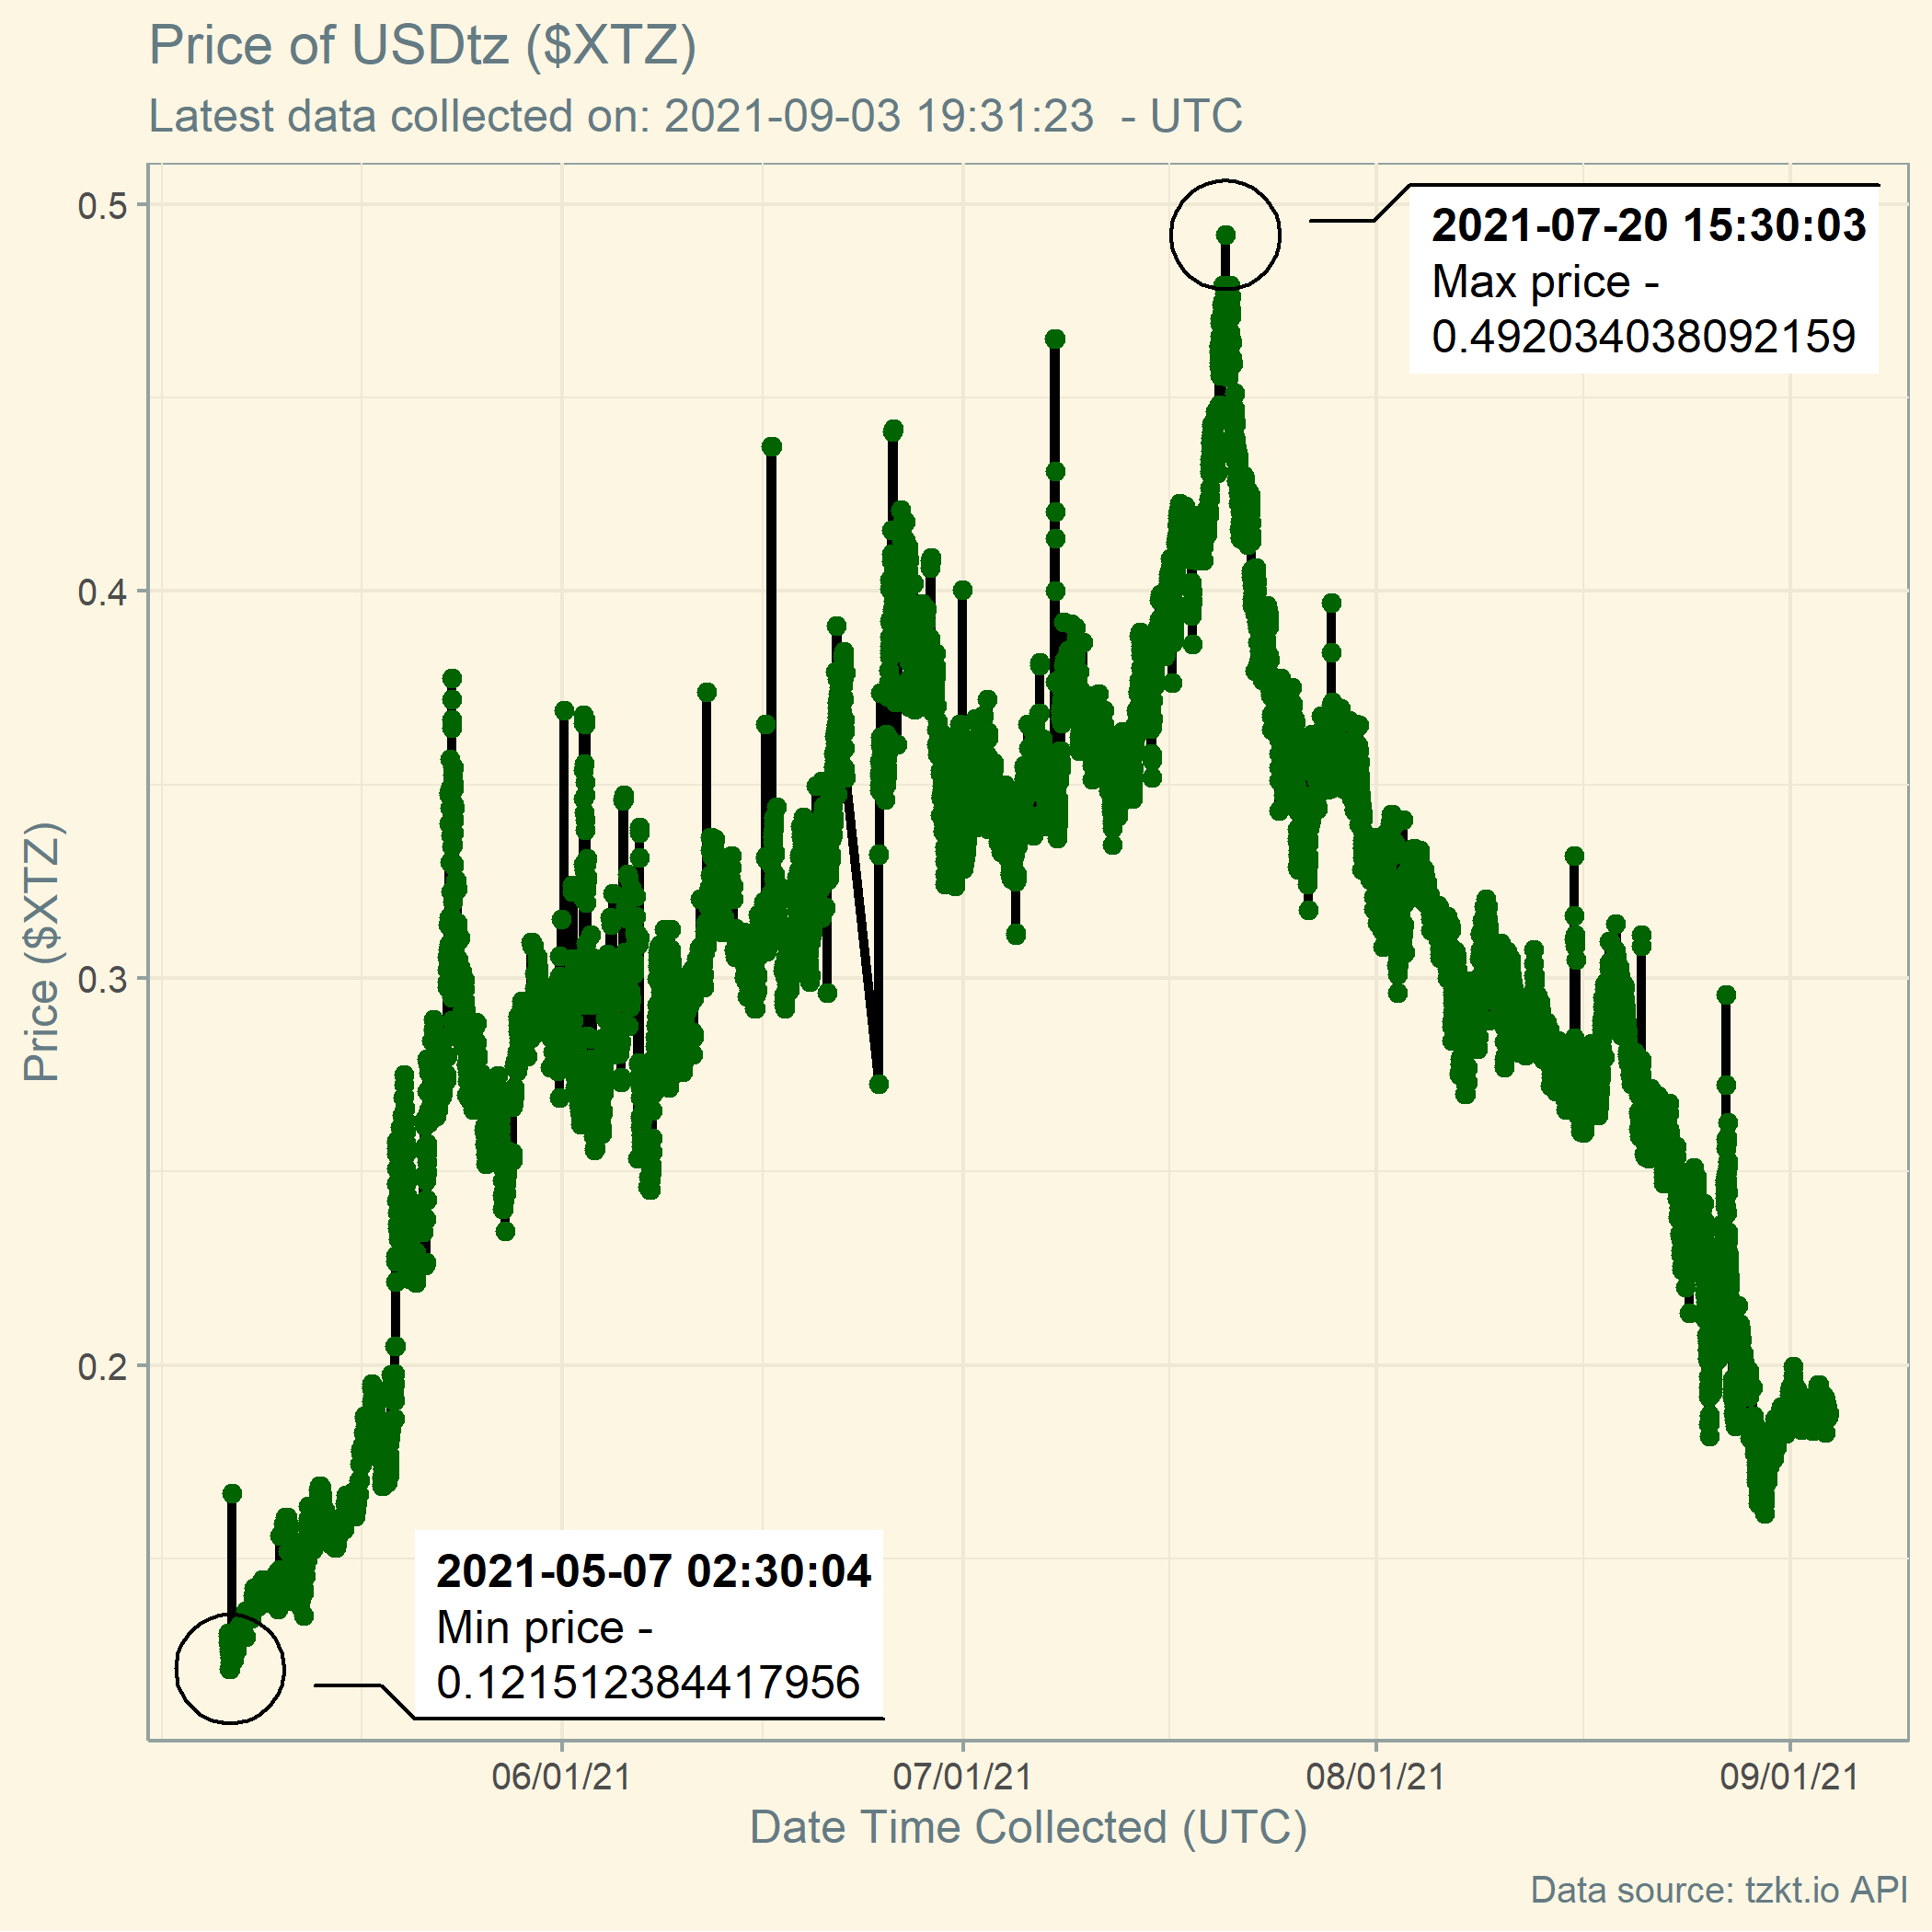 Price of USDtz ($XTZ)
Latest data collected on: 2021-09-03 19:31:23  - UTC
0.5
0.4
0.3
0.2
Price ($XTZ)
2021-07-20 15:30:03
Max price -
0.492034038092159
2021-05-07 02:30:04
Min price -
0.121512384417956
06/01/21
07/01/21
08/01/21
09/01/21
Date Time Collected (UTC)
Data source: tzkt.io API